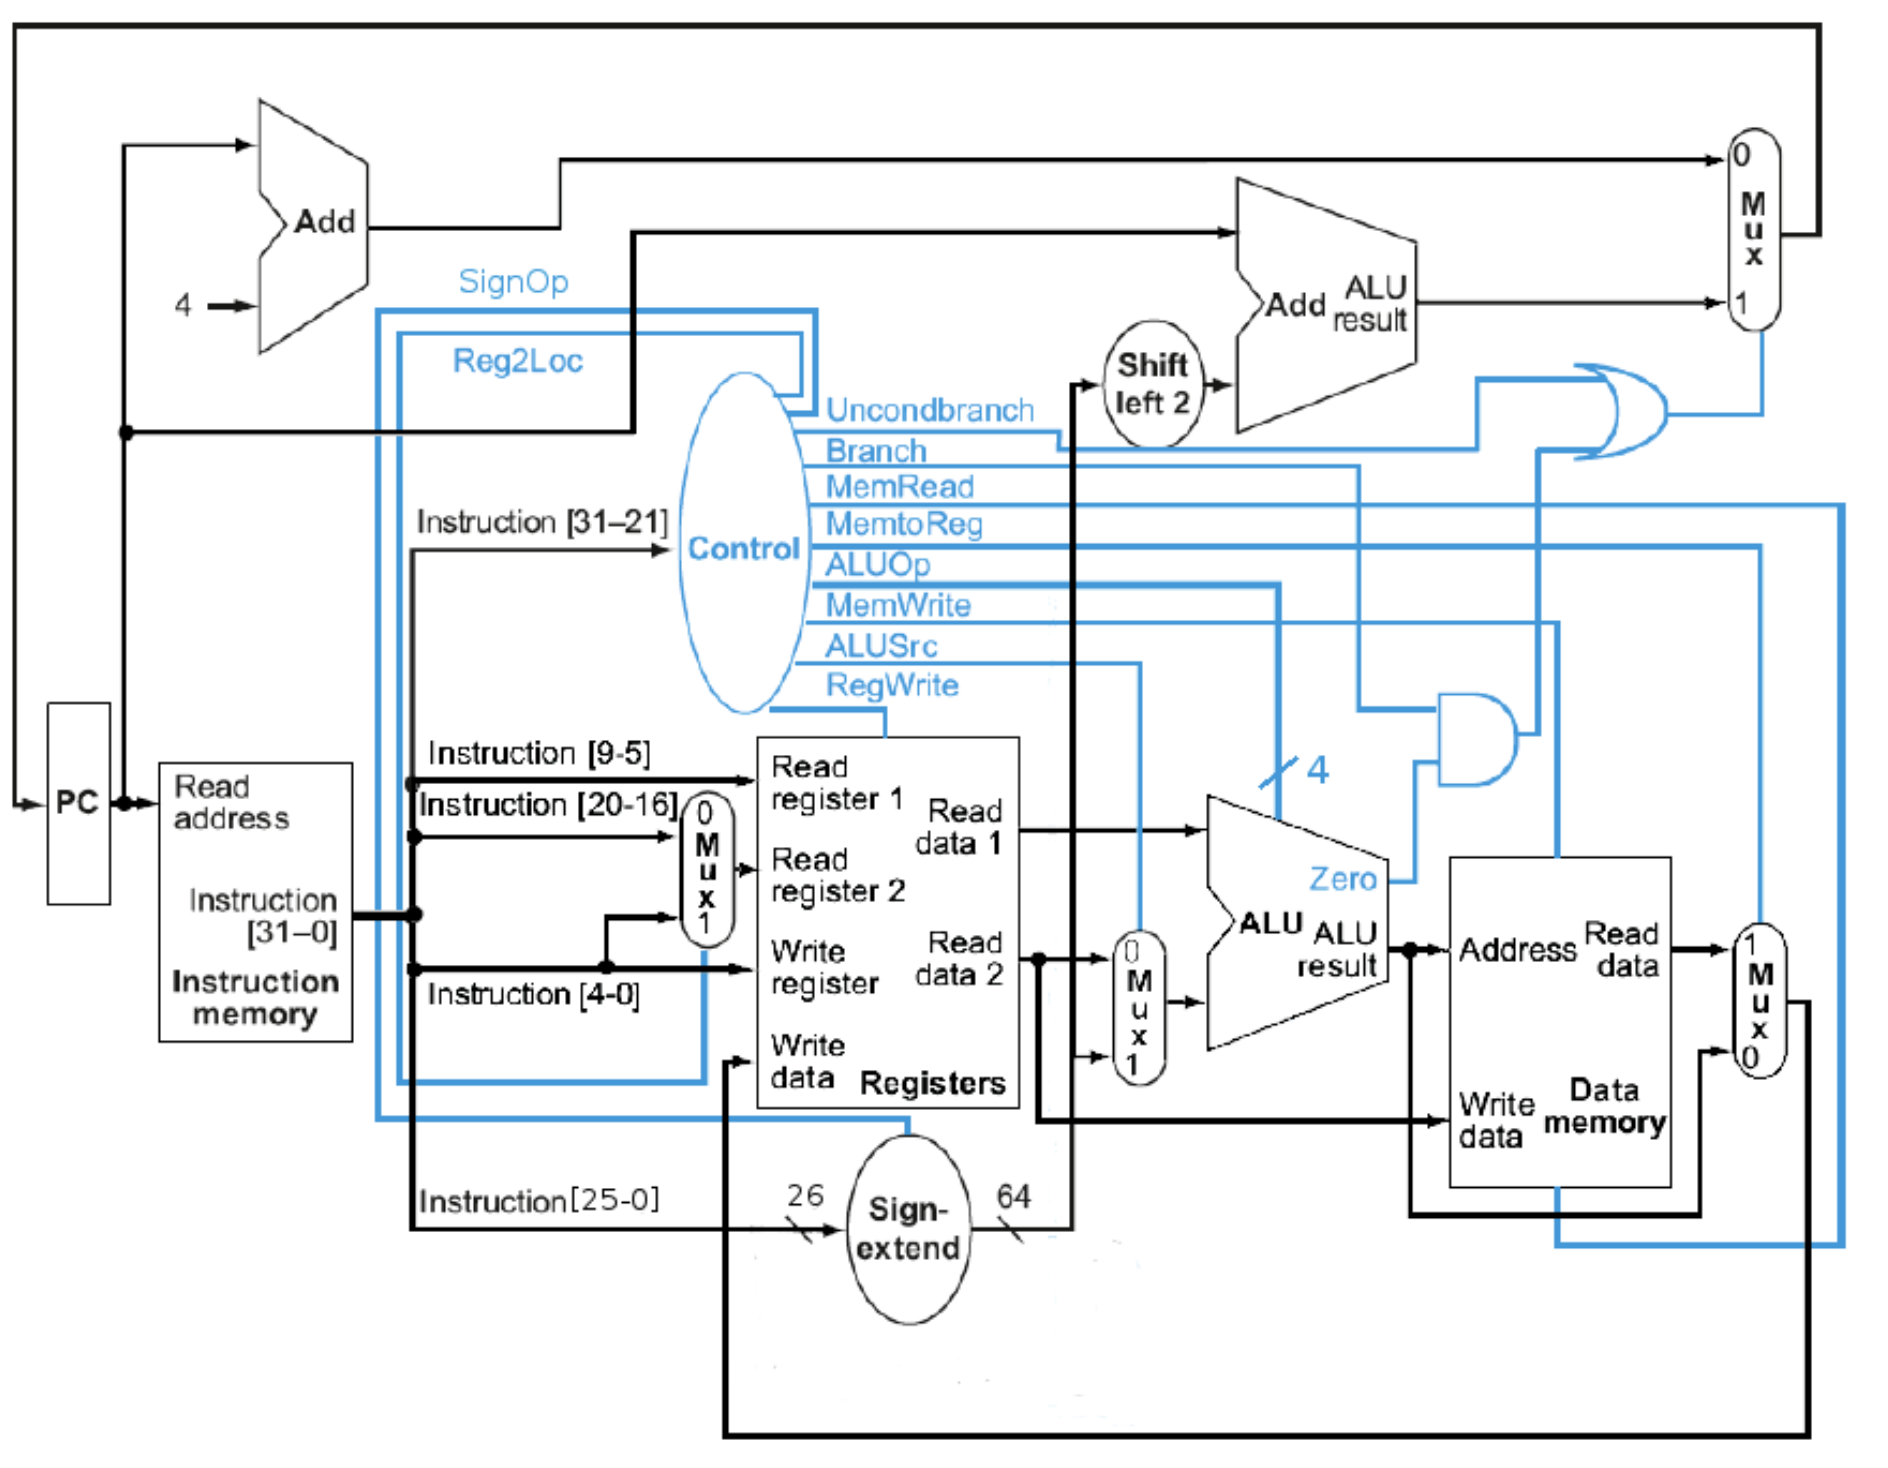 0
M
u
x
1
Add
4
SignOp
Reg2Loc
Add
ALU
result
Shift
left 2
Uncondbranch
Branch
MemRead
MemtoReg
ALUOp
MemWrite
ALUSrc
RegWrite
Instruction [31–21]
Control
4
PC
Read
address
Instruction
[31–0]
Instruction
memory
Instruction [9-5]
Instruction [20-16]
0
M
u
x
1
Instruction [4-0]
Read
register 1
Read
register 2
Write
register
Write
data
Read
data 1
Read
data 2
Registers
0
M
u
x
1
Zero
ALU
ALU
result
Address
Read
data
Write
data
Data
memory
1
M
u
x
0
Instruction[25-0]
26
Sign-
extend
64